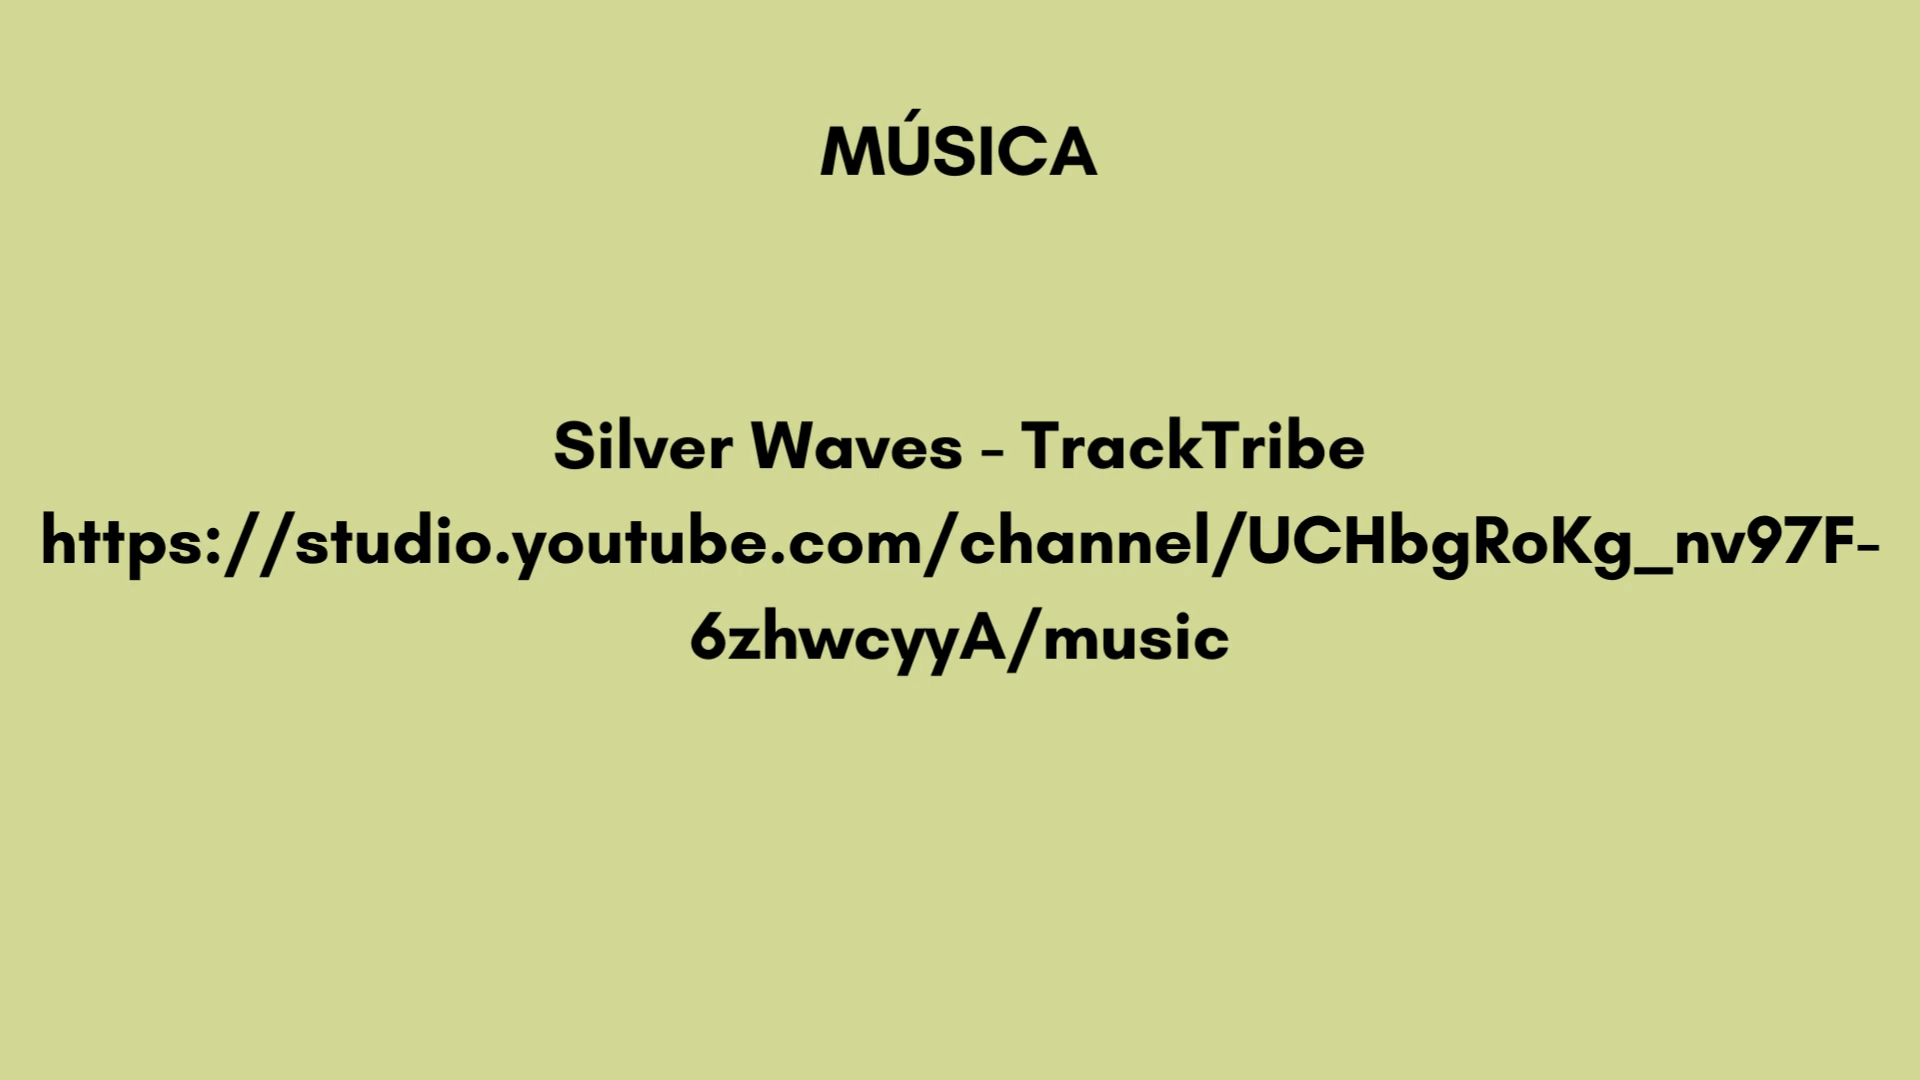 MÚSICA
Silver Waves - TrackTribe
https://studio.youtube.com/channel/UCHbgRoKg_nv97F-
6zhwcyyA/music